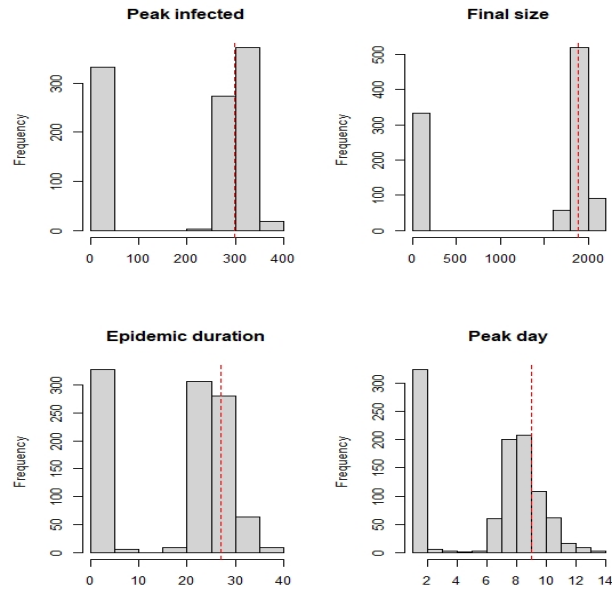 Peak infected
Frequency
0 100 200 300
0 100 200 300 400
Final size
Frequency
0 100 200 300 400 500
0 500 1000 2000
Epidemic duration
Frequency
0 50 100 150 200 250 300
0 10 20 30 40
Peak day
Frequency
0 50 100 150 200 250 300
2 4 6 8 10 12 14